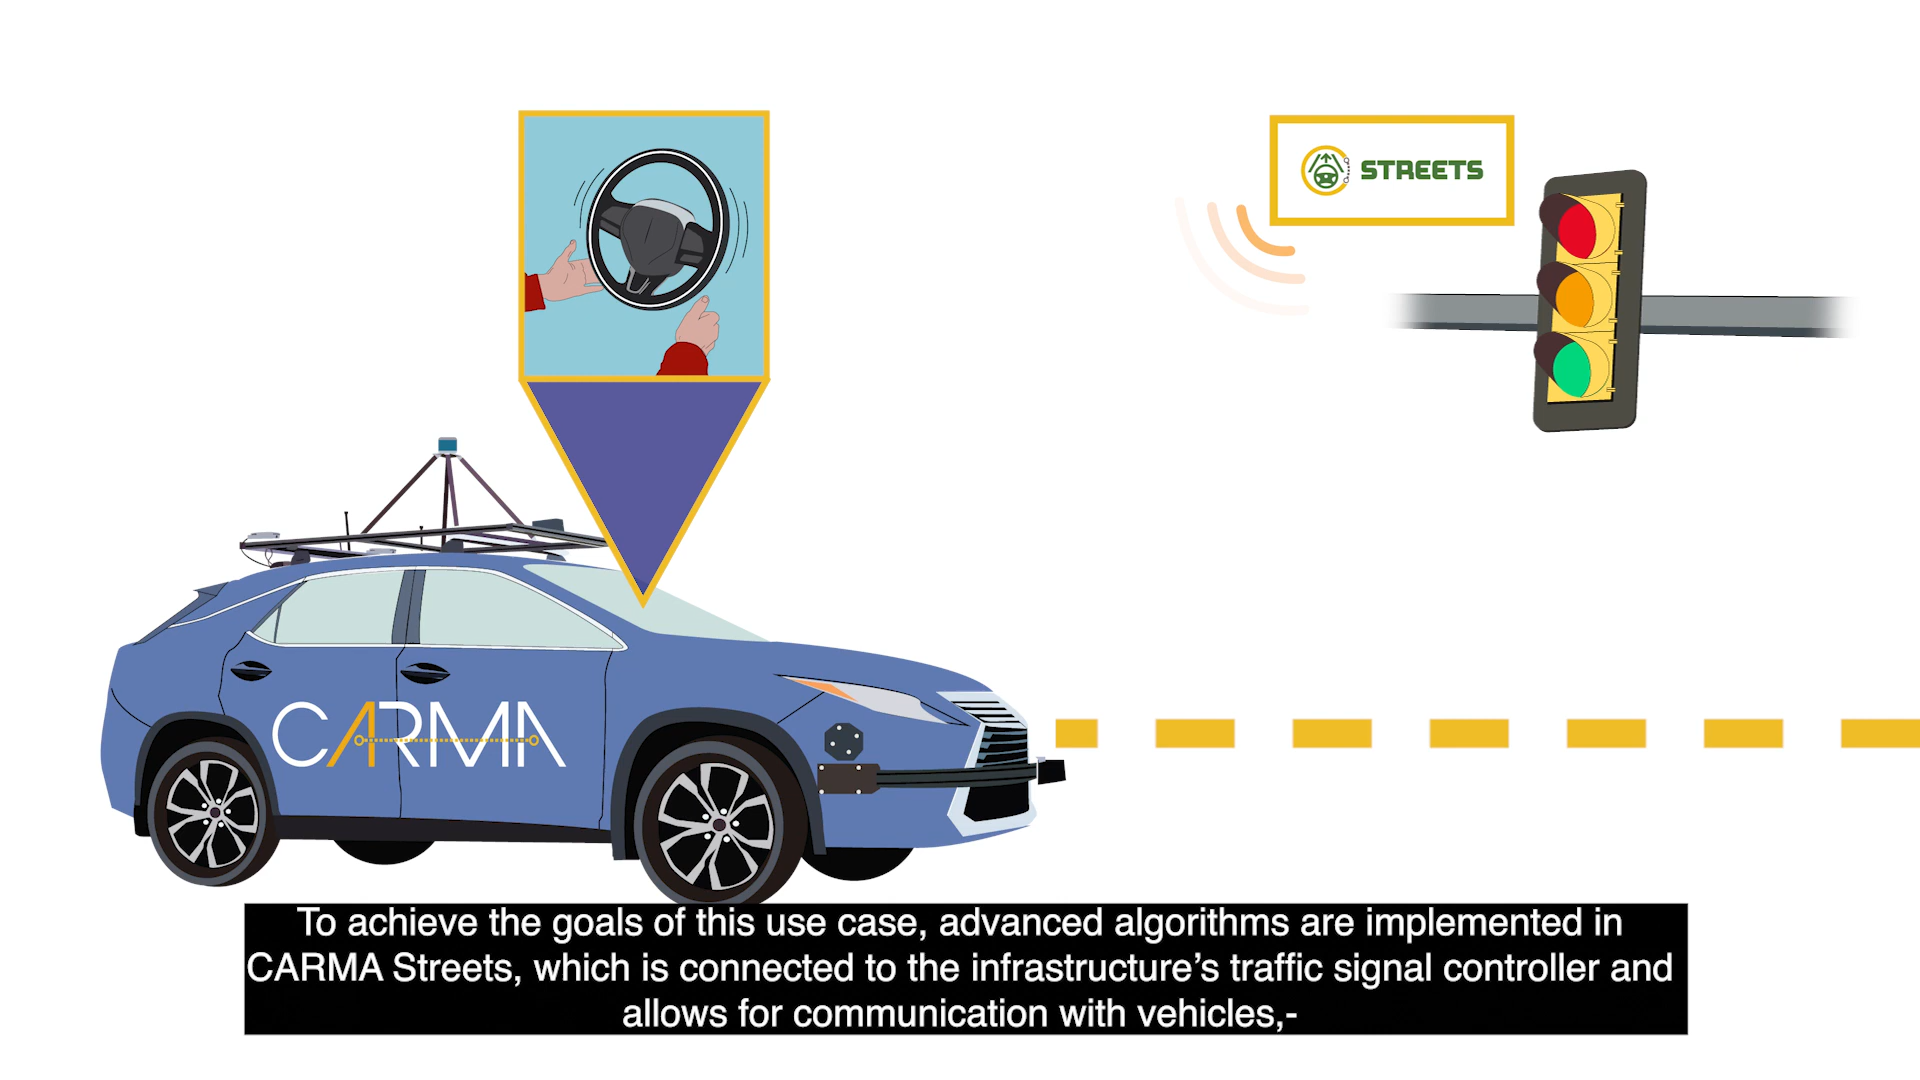 STREETS
CARMA
To achieve the goals of this use case, advanced algorithms are implemented in
CARMA Streets, which is connected to the infrastructure’s traffic signal controller and
allows for communication with vehicles,-